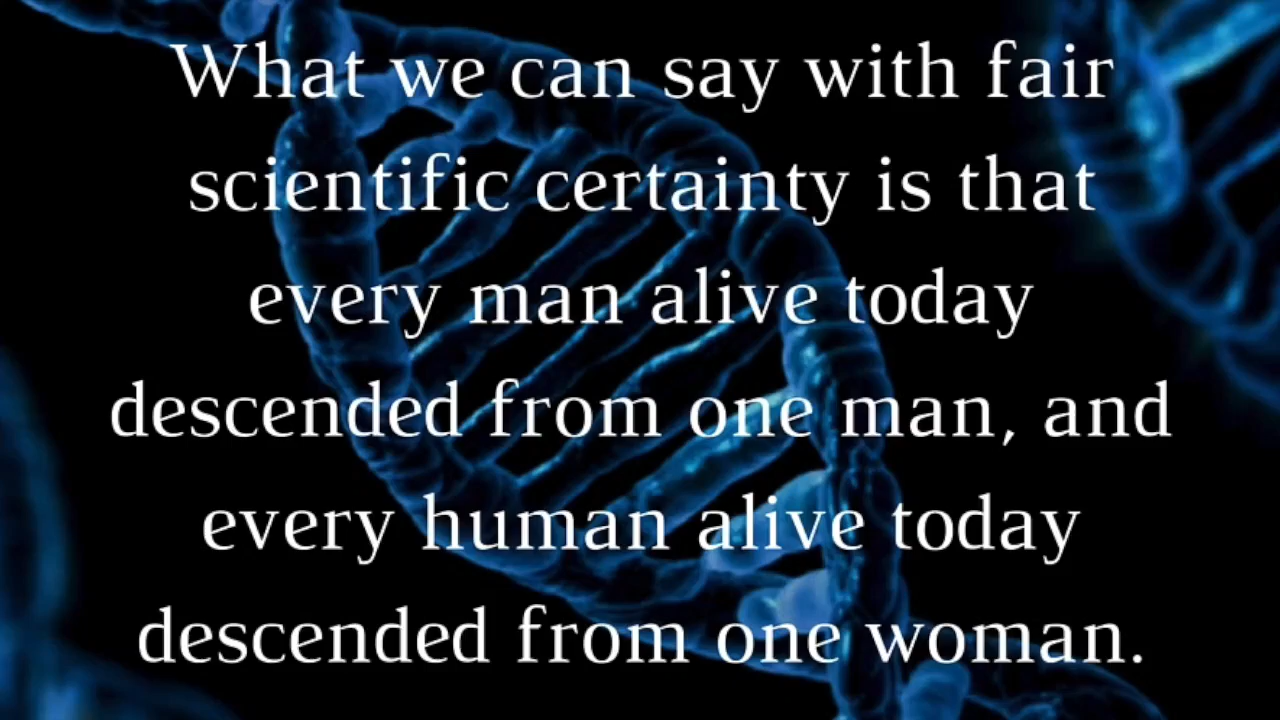 What we can say with fair
scientific certainty is that
every man alive today
descended from one man, and
every human alive today
descended from one woman.